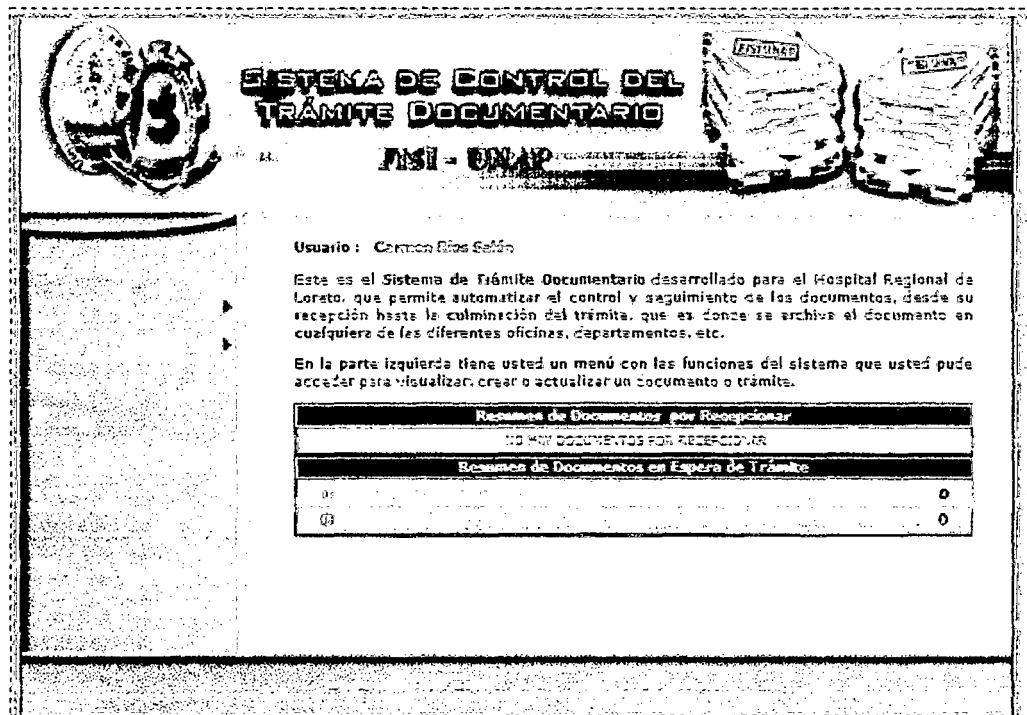 SISTEMA DE CONTROL DEL
TRÁMITE DOCUMENTARIO
FISI - UNAP
Usuario : Carmen Ríos
Este es el Sistema de Trámite Documentario desarrollado para el Hospital Regional de
Loreto, que permite automatizar el control y seguimiento de los documentos, desde su
recepción hasta la culminación del trámite, que es donde se archiva el documento en
cualquiera de las diferentes oficinas, departamentos, etc.
En la parte izquierda tiene usted un menú con las funciones del sistema que usted pude
acceder para visualizar, crear o actualizar un documento o trámite.
Resumen de Documentos por Recepcionar
NO HAY DOCUMENTOS POR RECEPCIONAR
Resumen de Documentos en Espera de Trámite
0
0